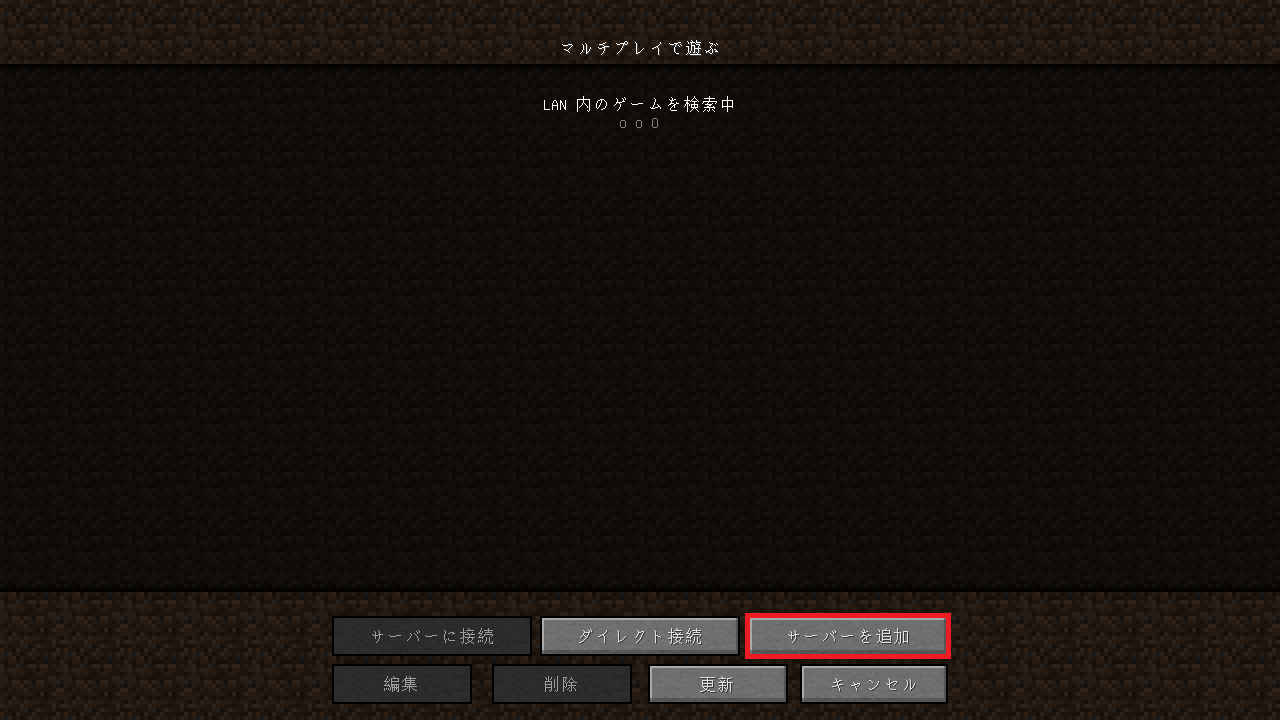 マルチプレイで遊ぶ
LAN 内のゲームを検索中
o o O
サーバーに接続
ダイレクト接続
サーバーを追加
編集
削除
更新
キャンセル